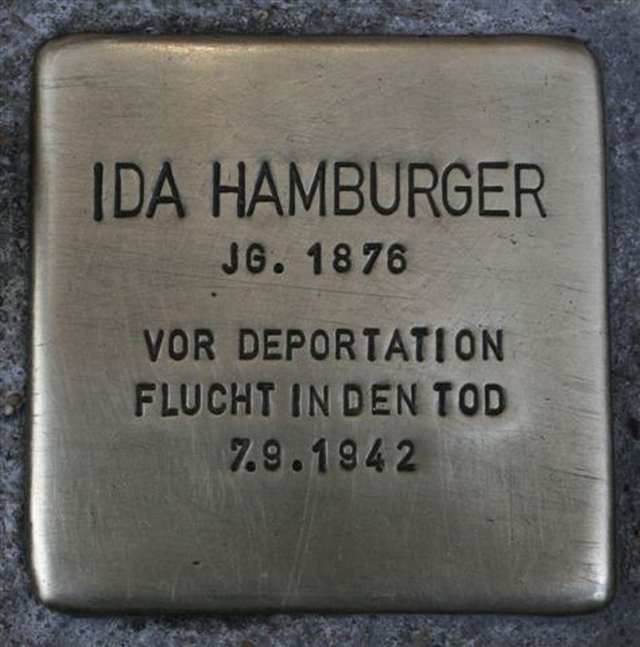 IDA HAMBURGER
JG. 1876
VOR DEPORTATION
FLUCHT IN DEN TOD
7.9.1942